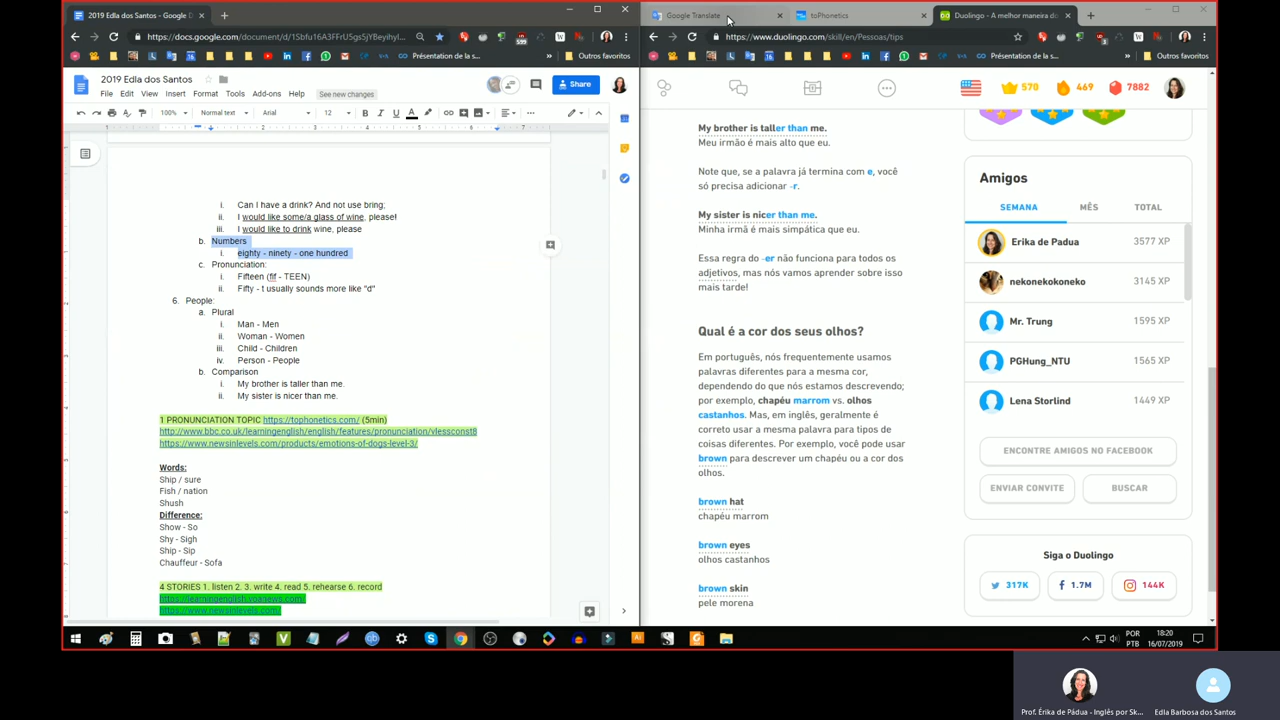 2019 Edla dos Santos - Google D
https://docs.google.com/document/d/1Sbfu16A3FrU5gs5jYBeyihyl...
Présentation de la s...
Outros favoritos
2019 Edla dos Santos
File Edit View Insert Format Tools Add-ons Help See new changes
Share
100% Normal text Arial 12
i. Can I have a drink? And not use bring;
ii. I would like some/a glass of wine, please!
iii. I would like to drink wine, please
b. Numbers
i. eighty - ninety - one hundred
c. Pronunciation:
i. Fifteen (fif - TEEN)
ii. Fifty - t usually sounds more like "d"
6. People:
a. Plural
i. Man - Men
ii. Woman - Women
iii. Child - Children
iv. Person - People
b. Comparison
i. My brother is taller than me.
ii. My sister is nicer than me.
1 PRONUNCIATION TOPIC https://tophonetics.com/ (5min)
http://www.bbc.co.uk/learningenglish/english/features/pronunciation/vlessconst8
https://www.newsinlevels.com/products/emotions-of-dogs-level-3/
Words:
Ship / sure
Fish / nation
Shush
Difference:
Show - So
Shy - Sigh
Ship - Sip
Chauffeur - Sofa
4 STORIES 1. listen 2. 3. write 4. read 5. rehearse 6. record
https://learningenglish.voanews.com/
https://www.newsinlevels.com/
Google Translate
toPhonetics
Duolingo - A melhor maneira do
https://www.duolingo.com/skill/en/Pessoas/tips
Présentation de la s...
Outros favoritos
570
469
7882
My brother is taller than me.
Meu irmão é mais alto que eu.
Note que, se a palavra já termina com e, você
só precisa adicionar -r.
My sister is nicer than me.
Minha irmã é mais simpática que eu.
Essa regra do -er não funciona para todos os
adjetivos, mas nós vamos aprender sobre isso
mais tarde!
Qual é a cor dos seus olhos?
Em português, nós frequentemente usamos
palavras diferentes para a mesma cor,
dependendo do que nós estamos descrevendo;
por exemplo, chapéu marrom vs. olhos
castanhos. Mas, em inglês, geralmente é
correto usar a mesma palavra para tipos de
coisas diferentes. Por exemplo, você pode usar
brown para descrever um chapéu ou a cor dos
olhos.
brown hat
chapéu marrom
brown eyes
olhos castanhos
brown skin
pele morena
Amigos
SEMANA MÊS TOTAL
Erika de Padua 3577 XP
nekonekokoneko 3145 XP
Mr. Trung 1595 XP
PGHung_NTU 1565 XP
Lena Storlind 1449 XP
ENCONTRE AMIGOS NO FACEBOOK
ENVIAR CONVITE BUSCAR
Siga o Duolingo
317K 1.7M 144K
POR
PTB
18:20
16/07/2019
Prof. Érika de Pádua - Inglês por Sk...
Edla Barbosa dos Santos